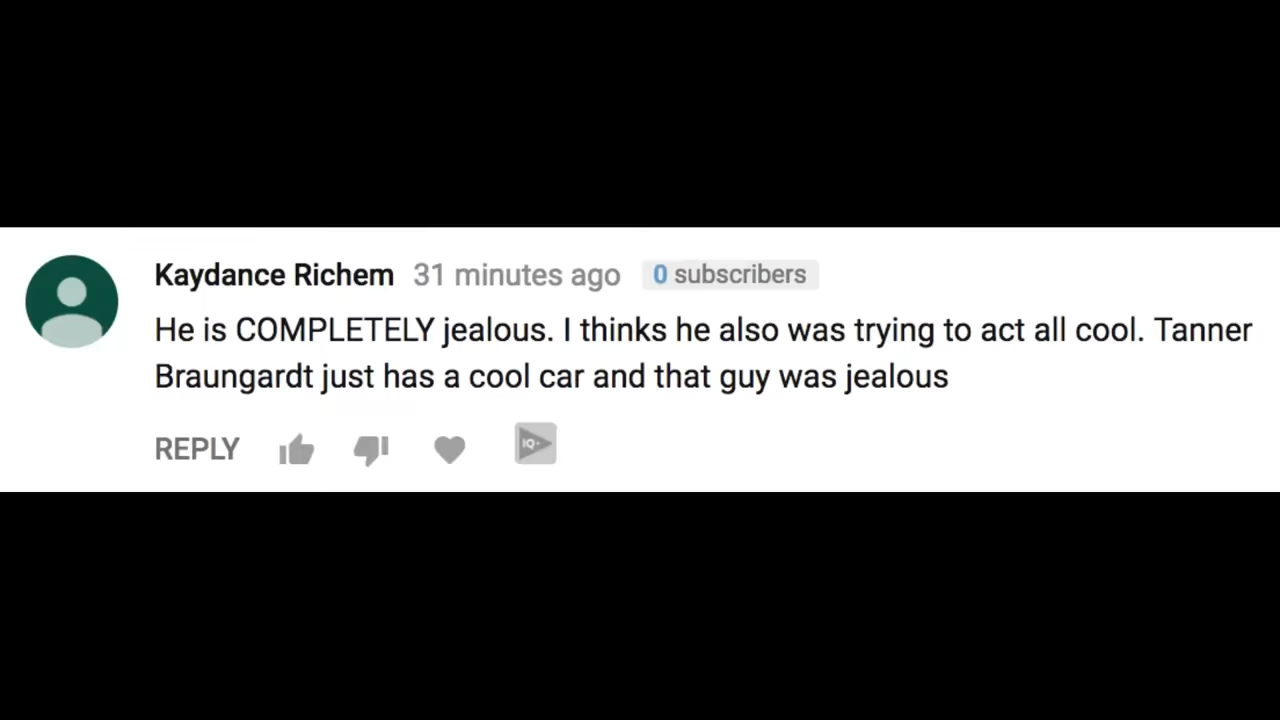 Kaydance Richem 31 minutes ago 0 subscribers
He is COMPLETELY jealous. I thinks he also was trying to act all cool. Tanner
Braungardt just has a cool car and that guy was jealous
REPLY IQ+